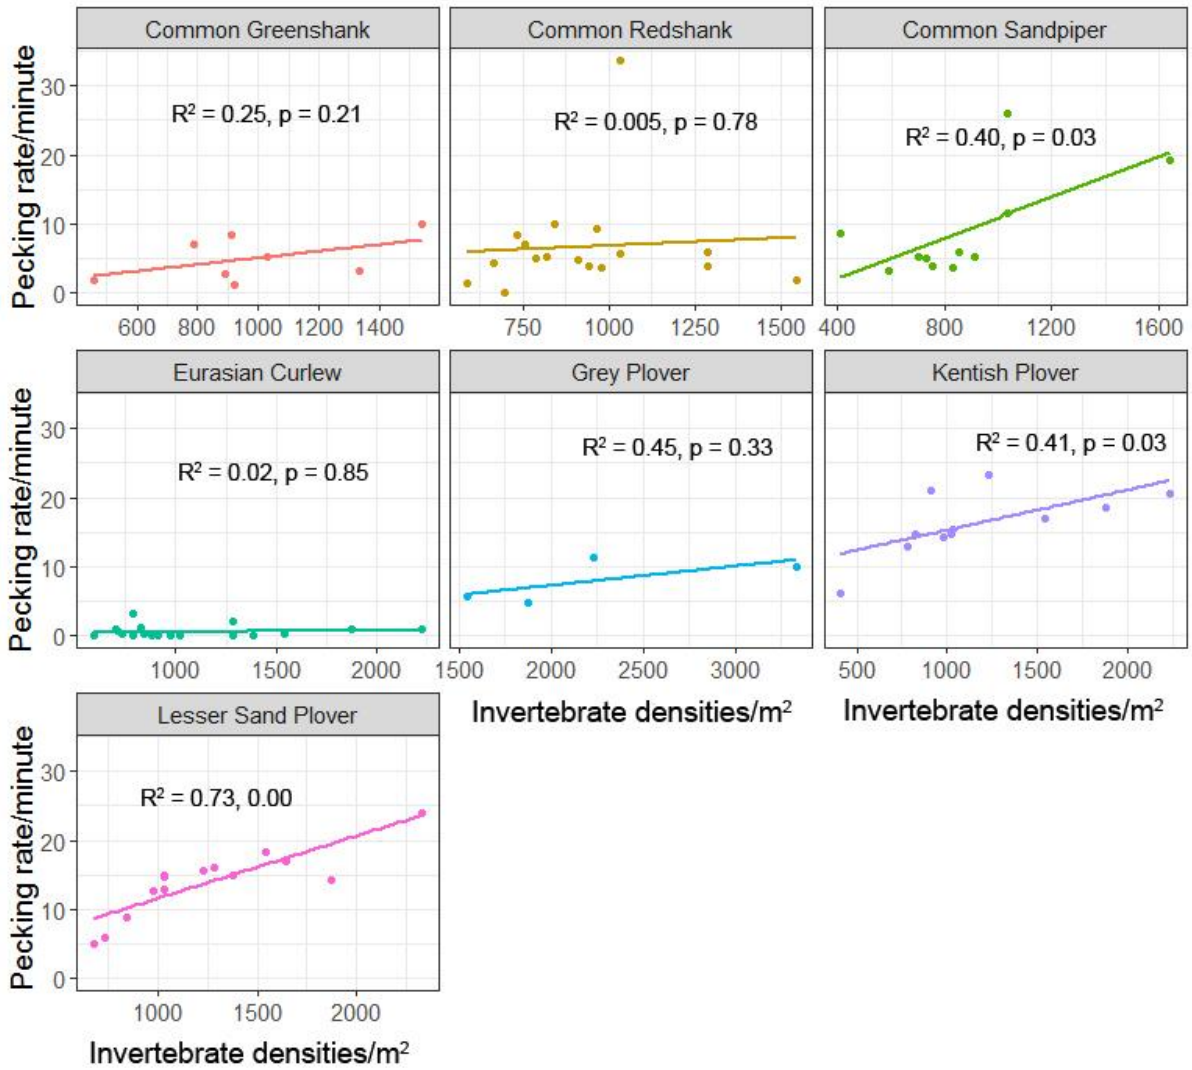 Common Greenshank
Common Redshank
Common Sandpiper
Pecking rate/minute
30
20
10
0
R² = 0.25, p = 0.21
R² = 0.005, p = 0.78
R² = 0.40, p = 0.03
600 800 1000 1200 1400
750 1000 1250 1500
400 800 1200 1600
Eurasian Curlew
Grey Plover
Kentish Plover
Pecking rate/minute
30
20
10
0
R² = 0.02, p = 0.85
R² = 0.45, p = 0.33
R² = 0.41, p = 0.03
1000 1500 2000
1500 2000 2500 3000
500 1000 1500 2000
Invertebrate densities/m²
Invertebrate densities/m²
Lesser Sand Plover
Pecking rate/minute
30
20
10
0
R² = 0.73, 0.00
1000 1500 2000
Invertebrate densities/m²